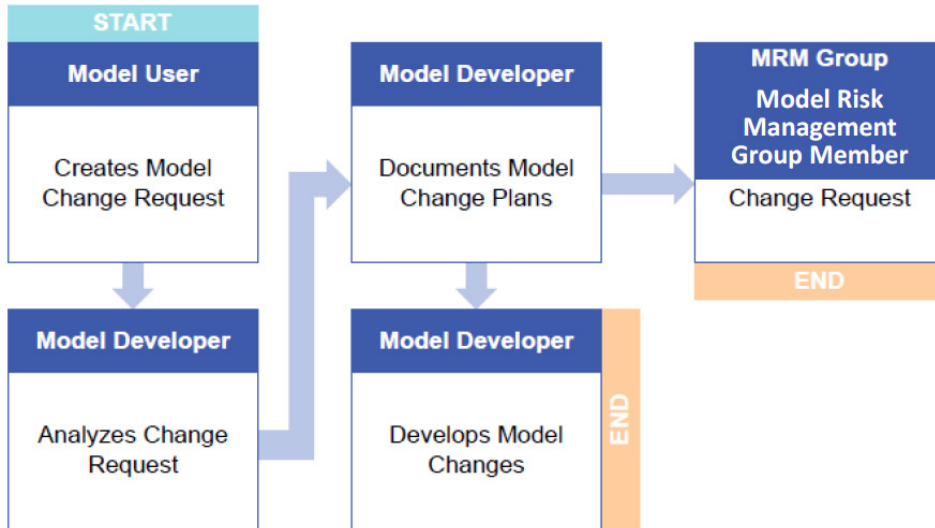 START
Model User
Creates Model
Change Request
Model Developer
Analyzes Change
Request
Model Developer
Documents Model
Change Plans
Model Developer
Develops Model
Changes
END
MRM Group
Model Risk
Management
Group Member
Change Request
END